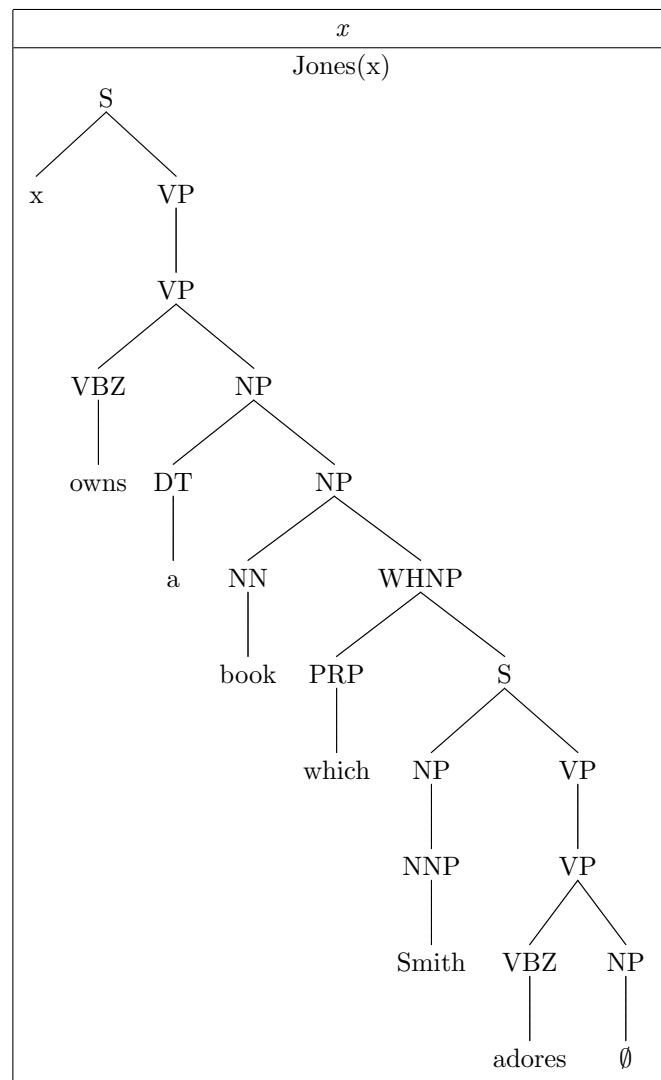 x
Jones(x)
S
x VP
VP
VBZ NP
owns DT NP
a NN WHNP
book PRP S
which NP VP
NNP VP
Smith VBZ NP
adores ∅